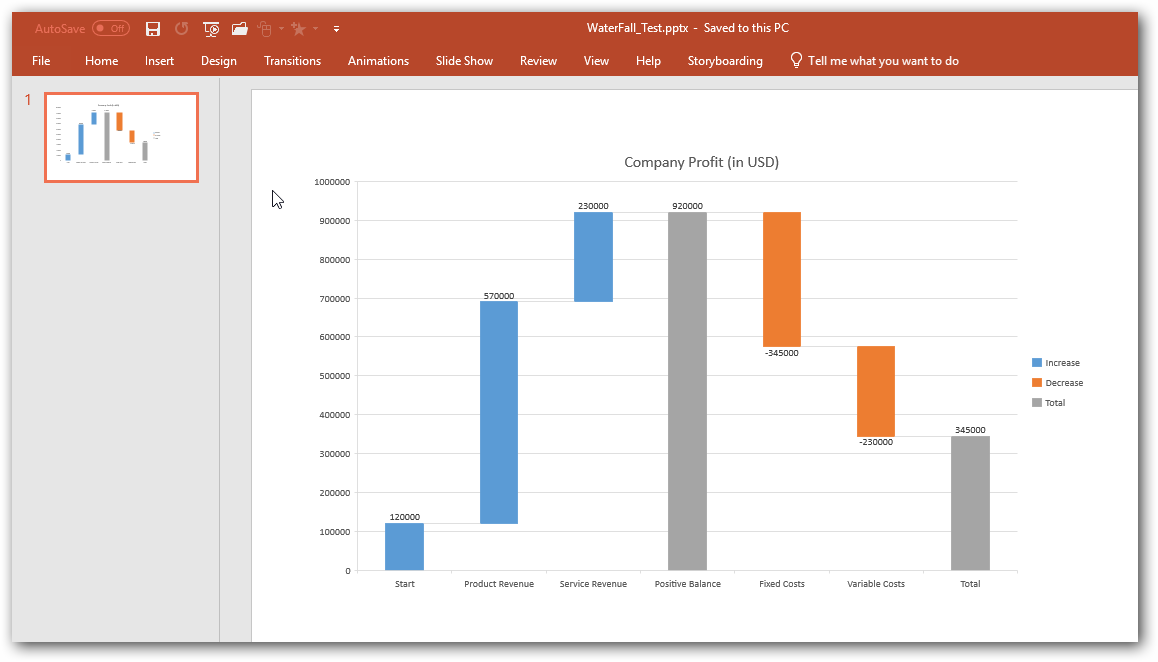 AutoSave Off WaterFall_Test.pptx - Saved to this PC
File Home Insert Design Transitions Animations Slide Show Review View Help Storyboarding Tell me what you want to do
1
Company Profit (in USD)
1000000
900000
800000
700000
600000
500000
400000
300000
200000
100000
0
120000
570000
230000
920000
-345000
-230000
345000
Start Product Revenue Service Revenue Positive Balance Fixed Costs Variable Costs Total
Increase
Decrease
Total